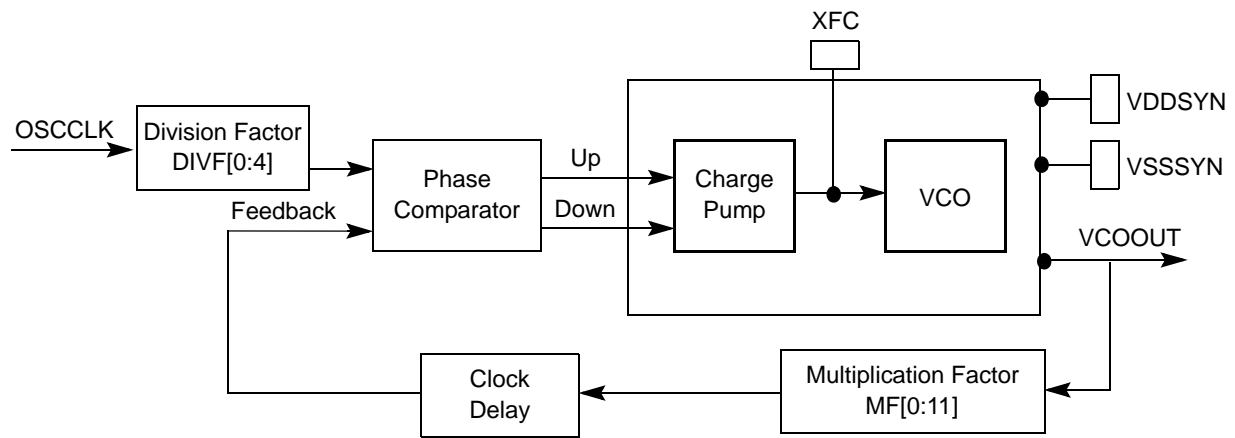 XFC
OSCCLK
Division Factor
DIVF[0:4]
VDDSYN
VSSSYN
Phase
Comparator
Up
Down
Charge
Pump
VCO
Feedback
VCOOUT
Clock
Delay
Multiplication Factor
MF[0:11]